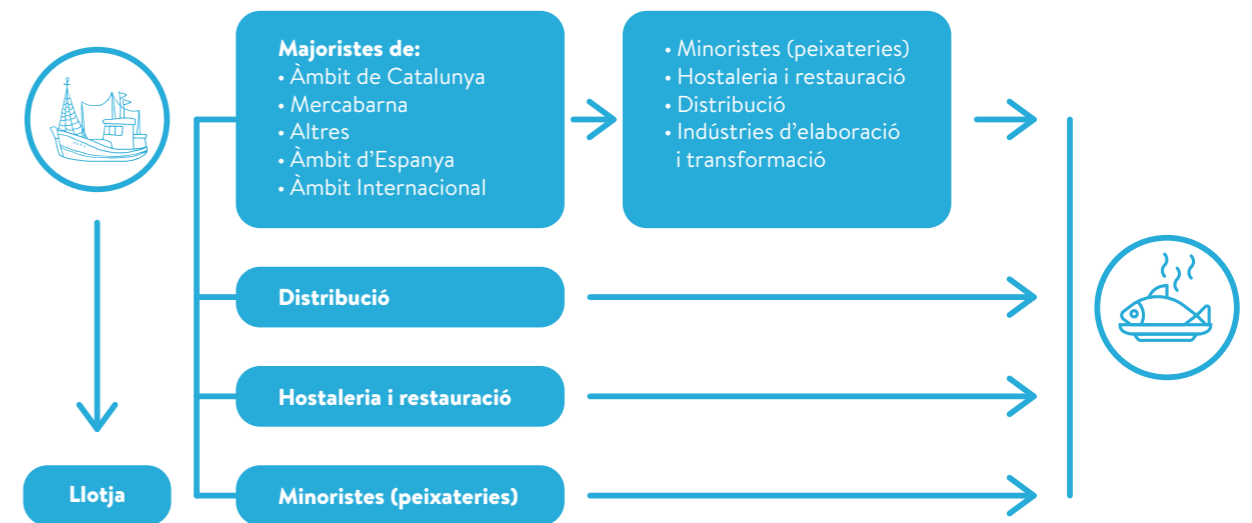 Majoristes de:
• Àmbit de Catalunya
• Mercabarna
• Altres
• Àmbit d’Espanya
• Àmbit Internacional
• Minoristes (peixateries)
• Hostaleria i restauració
• Distribució
• Indústries d’elaboració
i transformació
Distribució
Hostaleria i restauració
Llotja
Minoristes (peixateries)